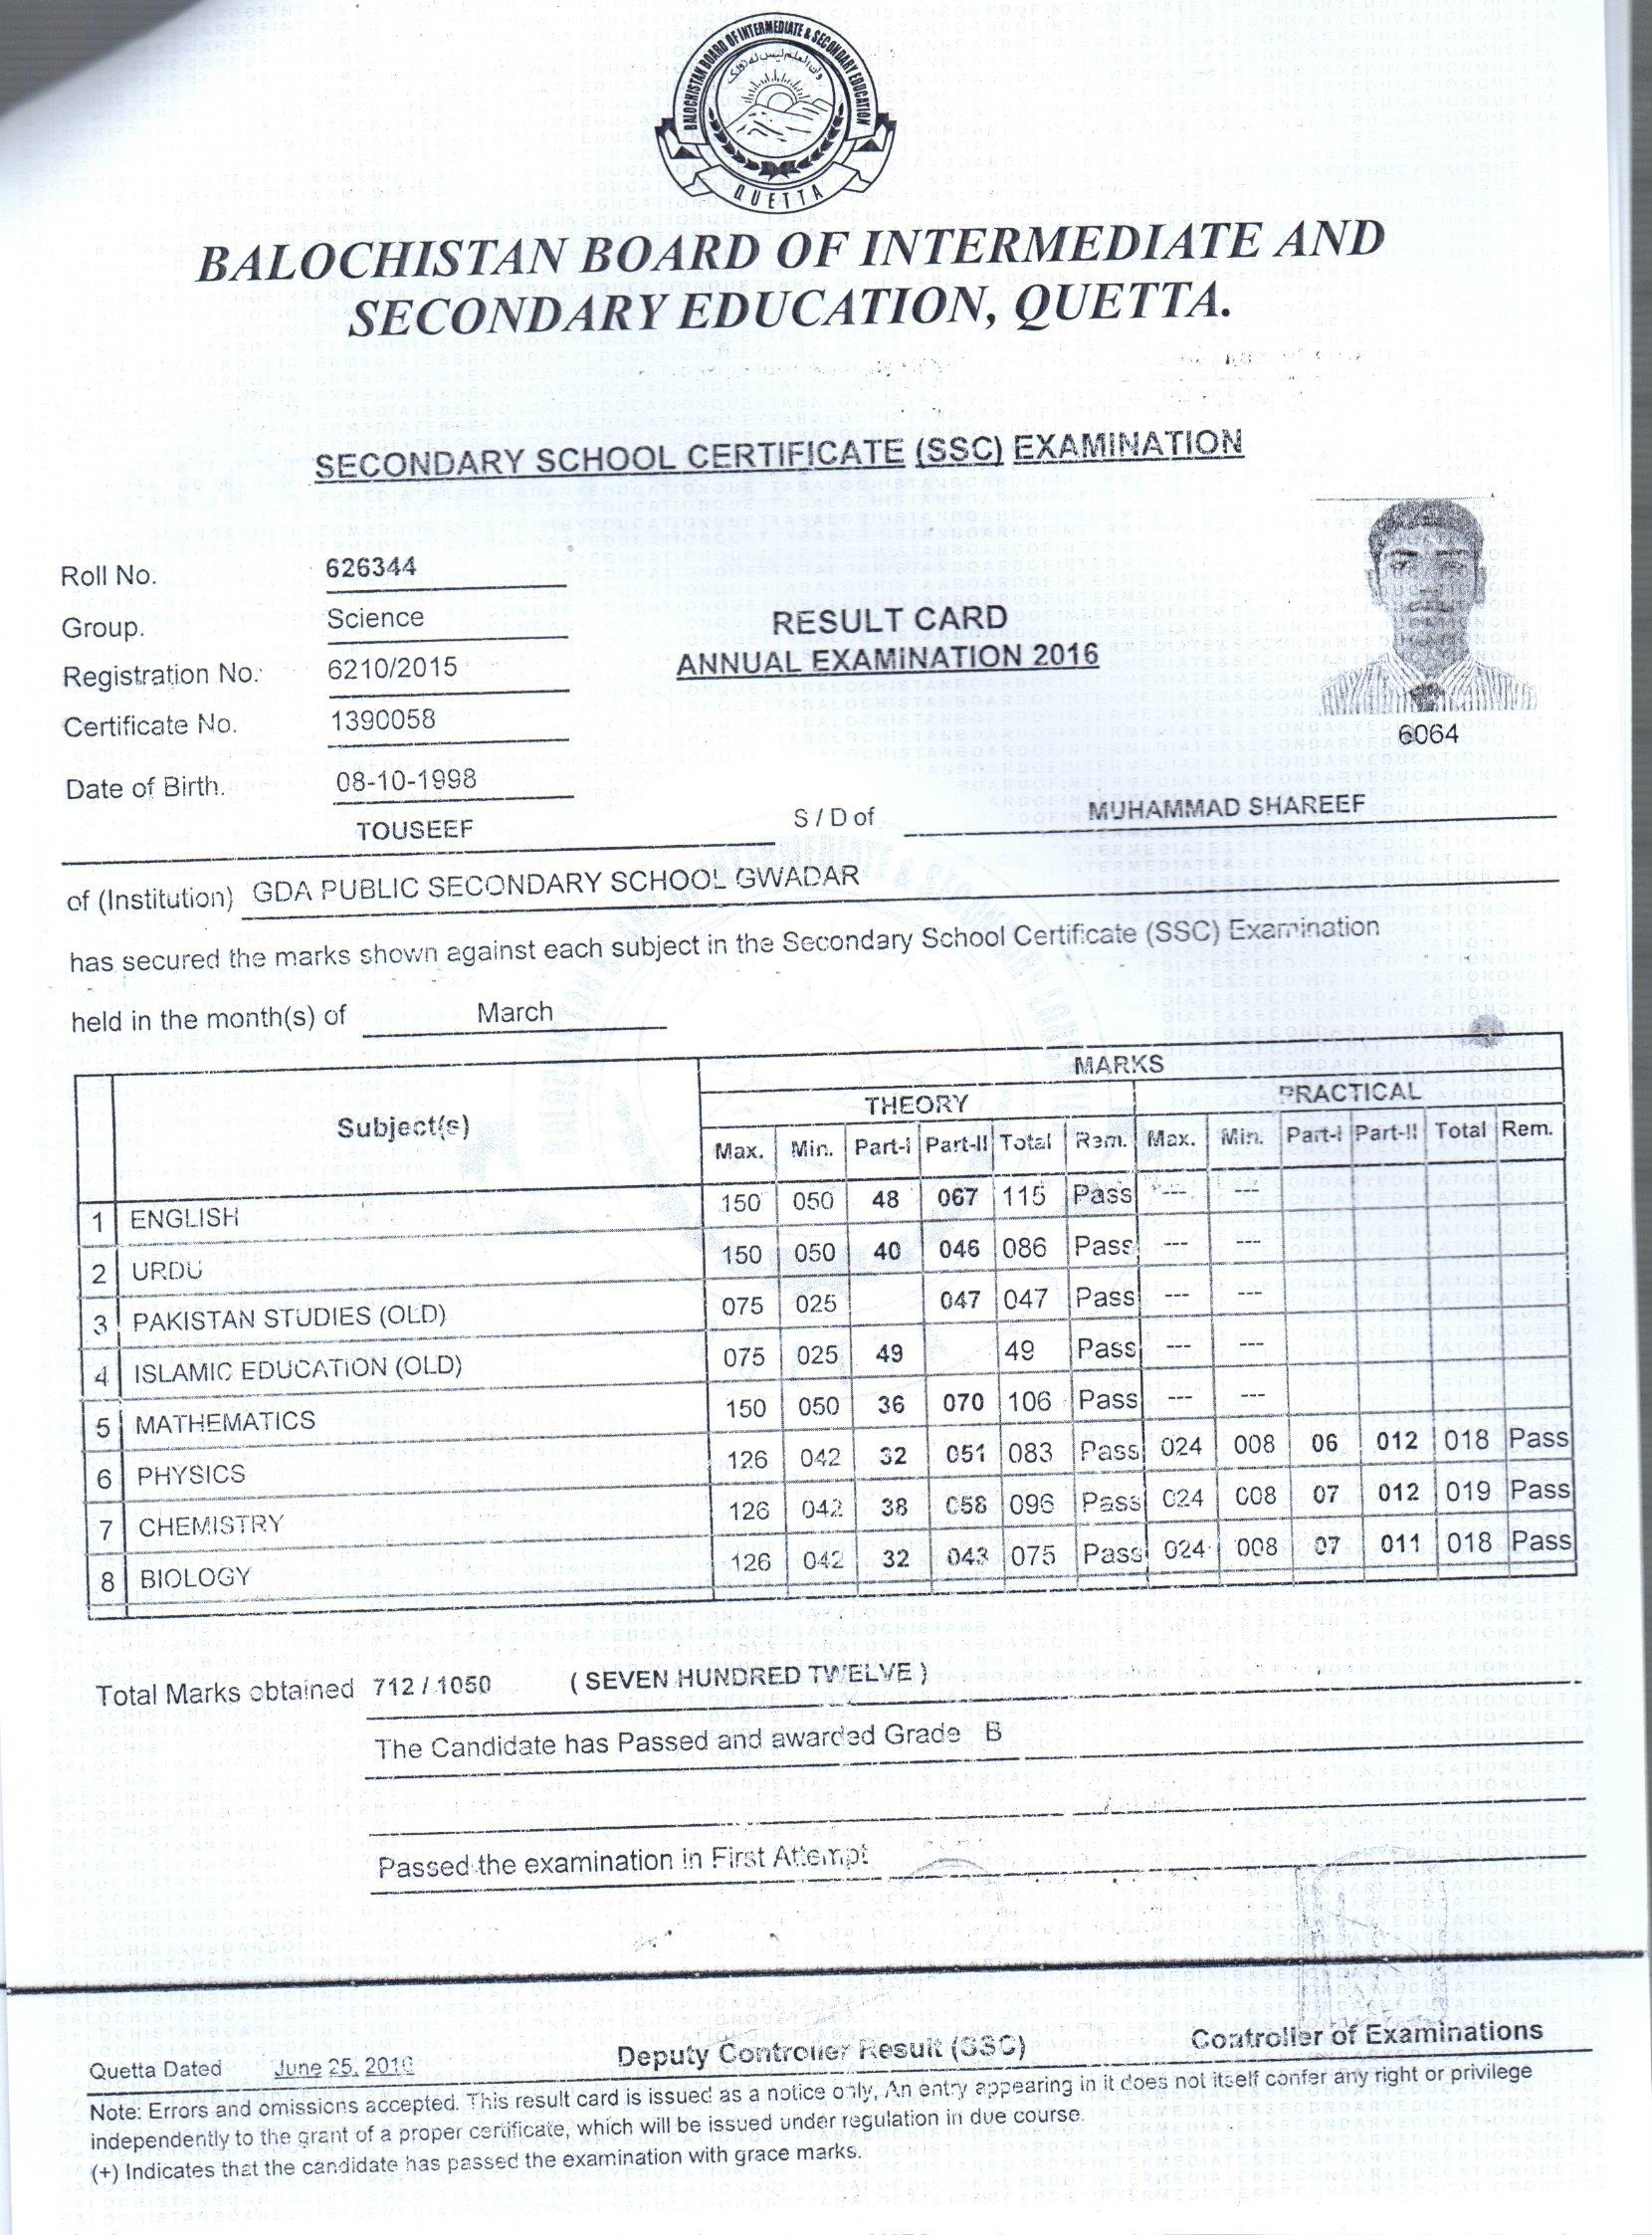 BALOCHISTAN BOARD OF INTERMEDIATE & SECONDARY EDUCATION
QUETTA
BALOCHISTAN BOARD OF INTERMEDIATE AND
SECONDARY EDUCATION, QUETTA.
SECONDARY SCHOOL CERTIFICATE (SSC) EXAMINATION
Roll No. 626344
Group. Science
RESULT CARD
Registration No. 6210/2015
ANNUAL EXAMINATION 2016
Certificate No. 1390058
6064
Date of Birth. 08-10-1998
TOUSEEF S / D of MUHAMMAD SHAREEF
of (Institution) GDA PUBLIC SECONDARY SCHOOL GWADAR
has secured the marks shown against each subject in the Secondary School Certificate (SSC) Examination
held in the month(s) of March
MARKS
Subject(s) THEORY PRACTICAL
Max. Min. Part-I Part-II Total Rem. Max. Min. Part-I Part-II Total Rem.
1 ENGLISH 150 050 48 067 115 Pass --- ---
2 URDU 150 050 40 046 086 Pass --- ---
3 PAKISTAN STUDIES (OLD) 075 025 047 047 Pass --- ---
4 ISLAMIC EDUCATION (OLD) 075 025 49 49 Pass --- ---
5 MATHEMATICS 150 050 36 070 106 Pass --- ---
6 PHYSICS 126 042 32 051 083 Pass 024 008 06 012 018 Pass
7 CHEMISTRY 126 042 38 058 096 Pass 024 008 07 012 019 Pass
8 BIOLOGY 126 042 32 043 075 Pass 024 008 07 011 018 Pass
Total Marks obtained 712 / 1050 ( SEVEN HUNDRED TWELVE )
The Candidate has Passed and awarded Grade B
Passed the examination in First Attempt
Quetta Dated June 25, 2016 Deputy Controller Result (SSC) Controller of Examinations
Note: Errors and omissions accepted. This result card is issued as a notice only, An entry appearing in it does not itself confer any right or privilege
independently to the grant of a proper certificate, which will be issued under regulation in due course.
(+) Indicates that the candidate has passed the examination with grace marks.